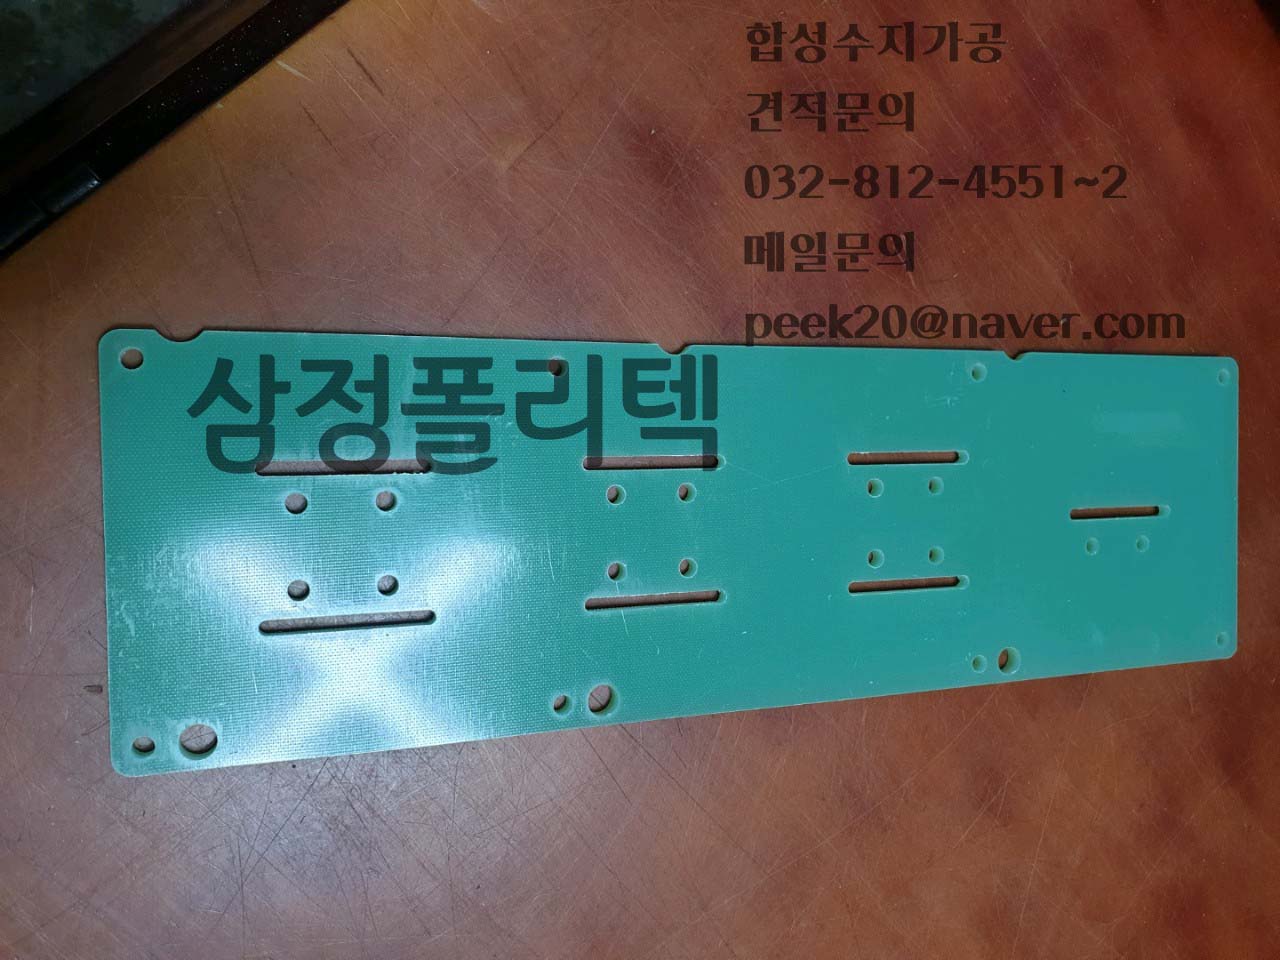 합성수지가공
견적문의
032-812-4551~2
메일문의
peek20@naver.com
삼정폴리텍